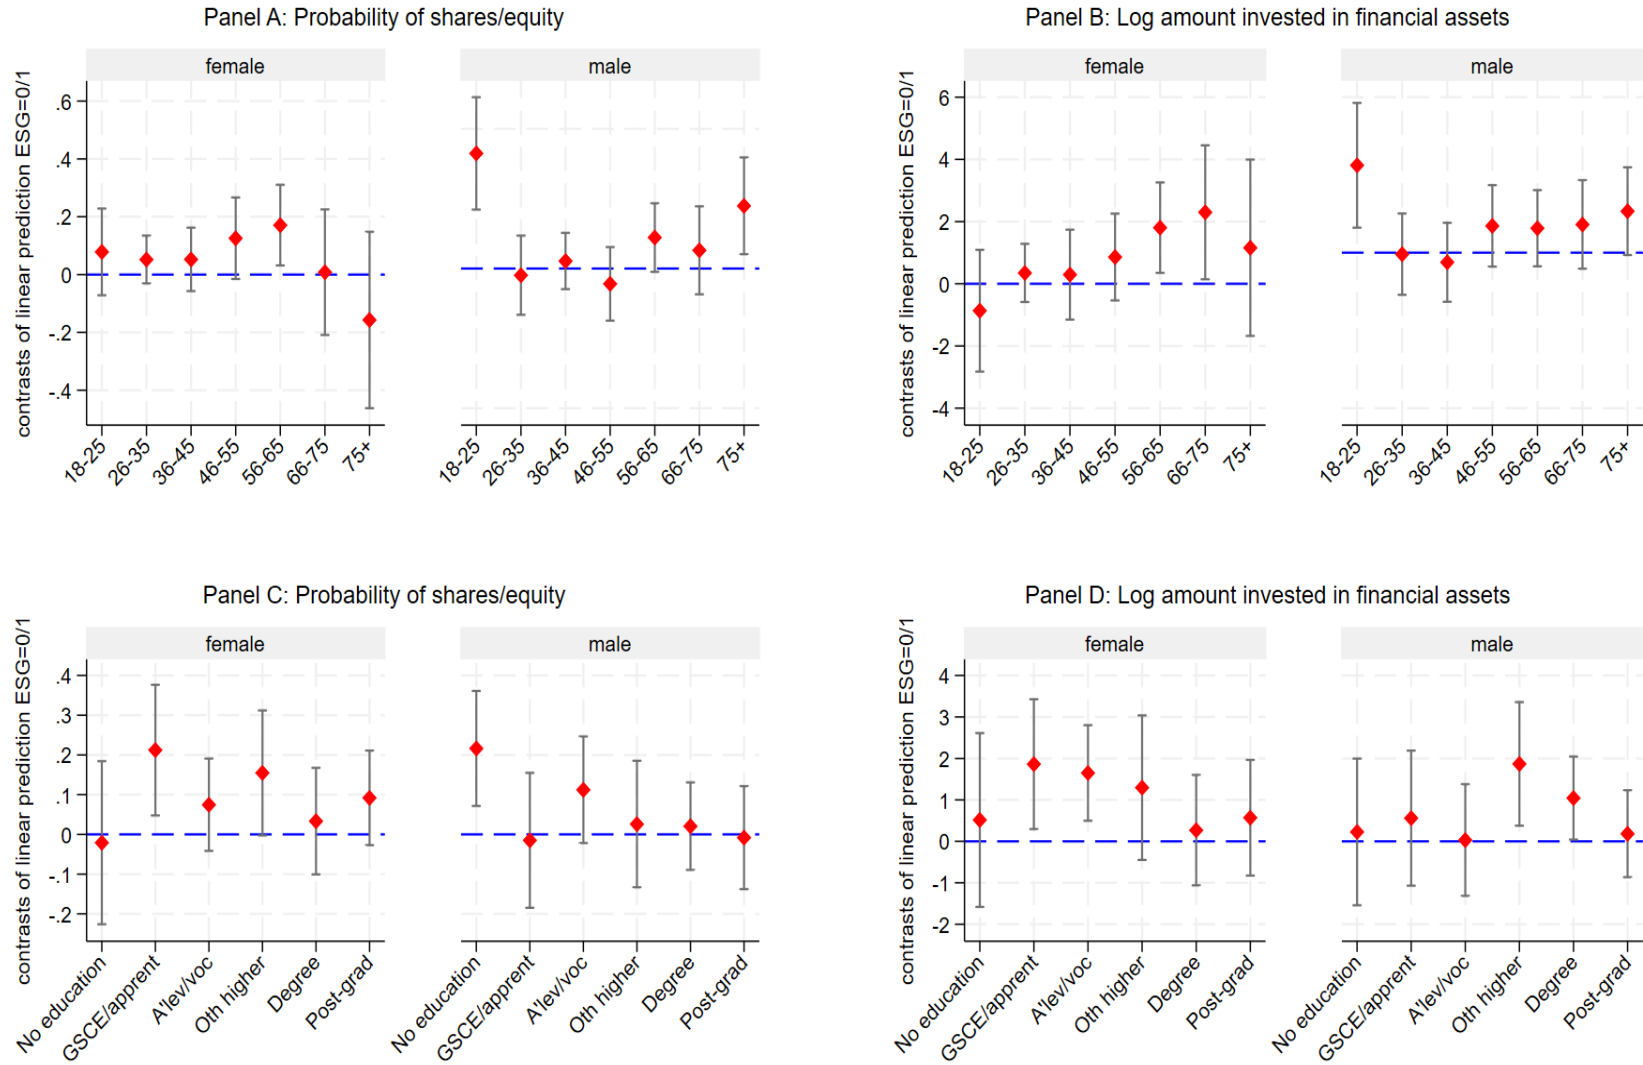 Panel A: Probability of shares/equity
female
male
contrasts of linear prediction ESG=0/1
.6
.4
.2
0
-.2
-.4
18-25
26-35
36-45
46-55
56-65
66-75
75+
18-25
26-35
36-45
46-55
56-65
66-75
75+
Panel B: Log amount invested in financial assets
female
male
contrasts of linear prediction ESG=0/1
6
4
2
0
-2
-4
18-25
26-35
36-45
46-55
56-65
66-75
75+
18-25
26-35
36-45
46-55
56-65
66-75
75+
Panel C: Probability of shares/equity
female
male
contrasts of linear prediction ESG=0/1
.4
.3
.2
.1
0
-.1
-.2
No education
GSCE/apprent
A'lev/voc
Oth higher
Degree
Post-grad
No education
GSCE/apprent
A'lev/voc
Oth higher
Degree
Post-grad
Panel D: Log amount invested in financial assets
female
male
contrasts of linear prediction ESG=0/1
4
3
2
1
0
-1
-2
No education
GSCE/apprent
A'lev/voc
Oth higher
Degree
Post-grad
No education
GSCE/apprent
A'lev/voc
Oth higher
Degree
Post-grad